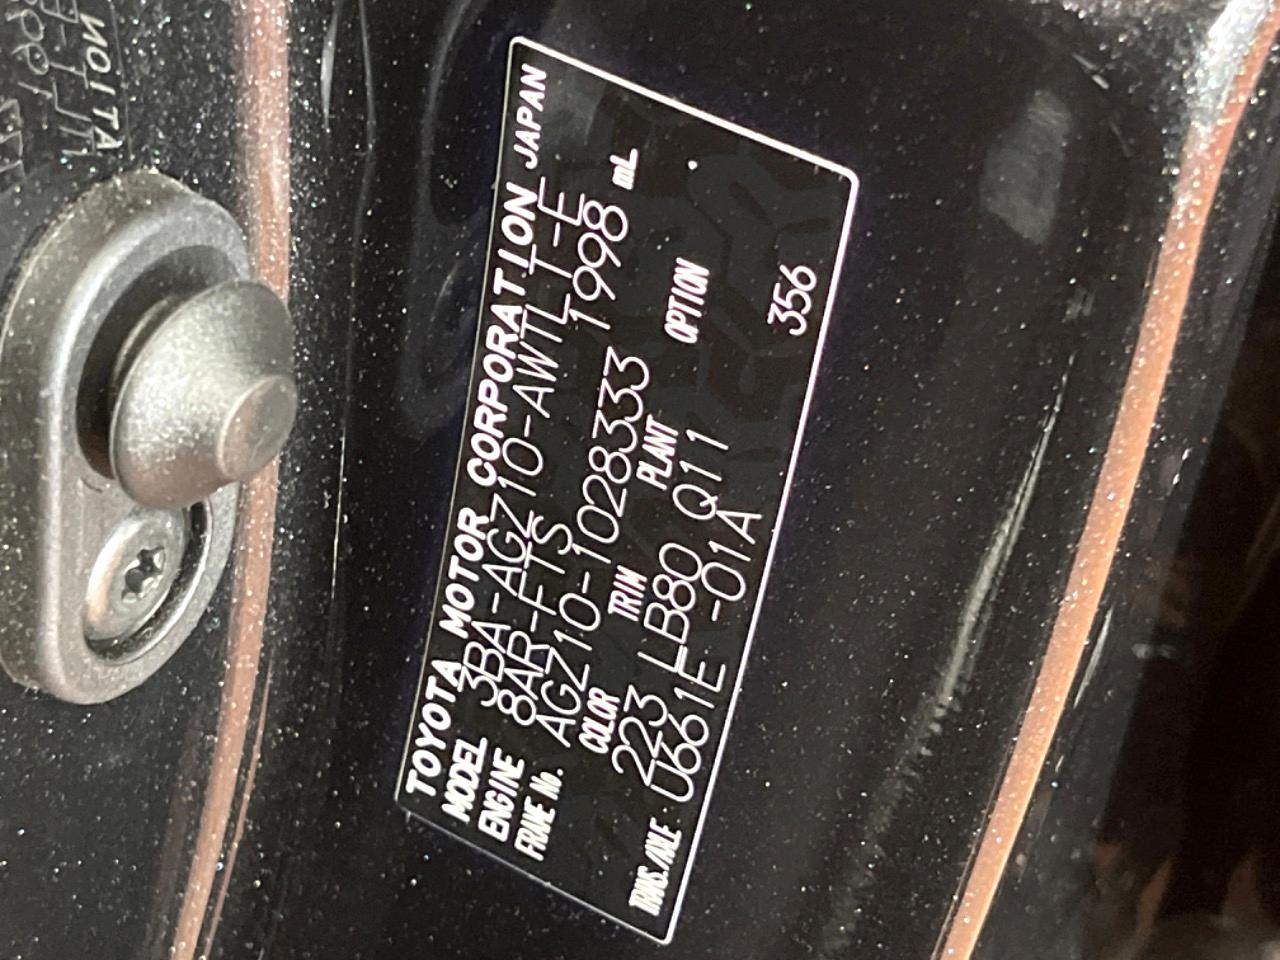 TOYOTA MOTOR CORPORATION JAPAN
MODEL 3BA-AGZ10-AWTLT-E
ENGINE 8AR-FTS 1998 mL
FRAME No. AGZ10-1028333
COLOR TRIM PLANT OPTION
223 LB80 Q11
TRNS./AXLE U661E -01A 356